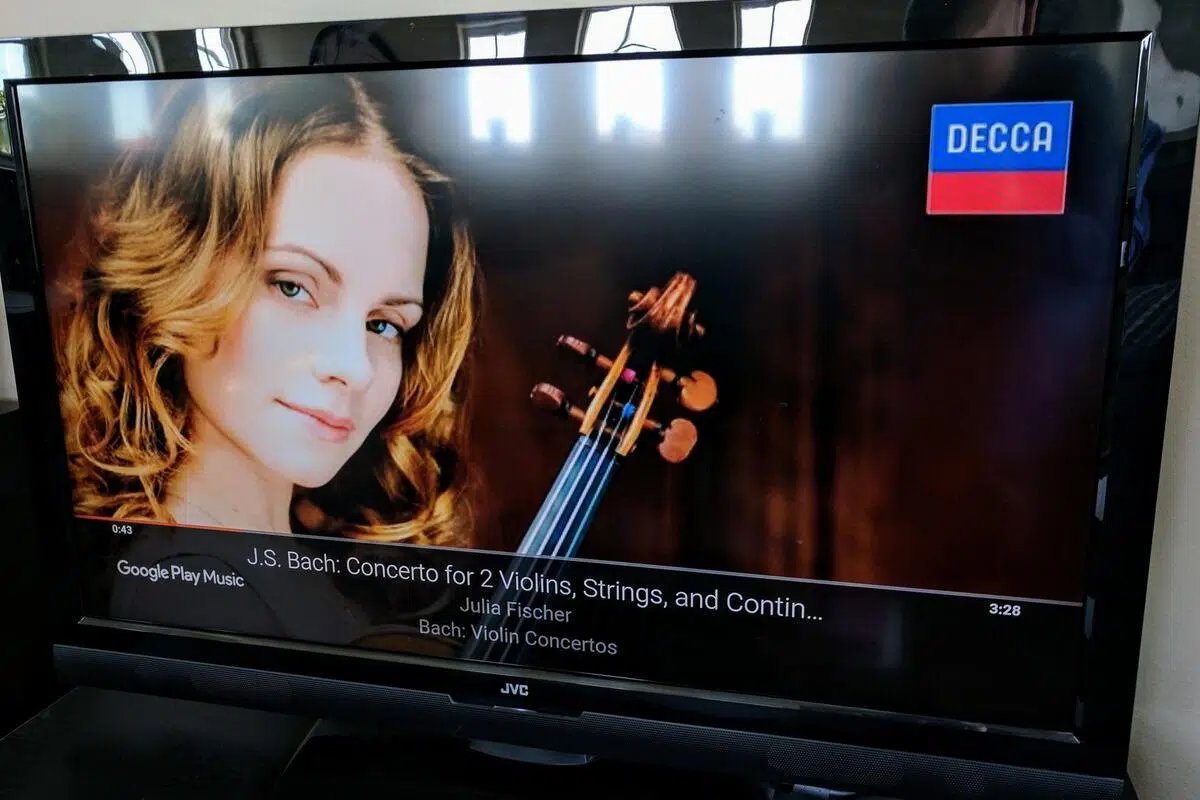 DECCA
0:43
Google Play Music
J.S. Bach: Concerto for 2 Violins, Strings, and Contin...
Julia Fischer
Bach: Violin Concertos
3:28
JVC